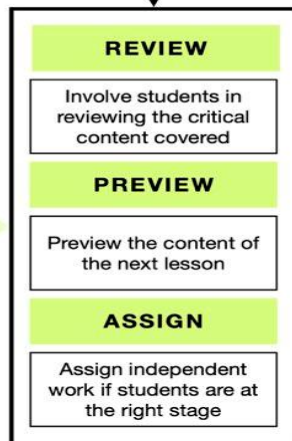 REVIEW
Involve students in
reviewing the critical
content covered
PREVIEW
Preview the content of
the next lesson
ASSIGN
Assign independent
work if students are at
the right stage